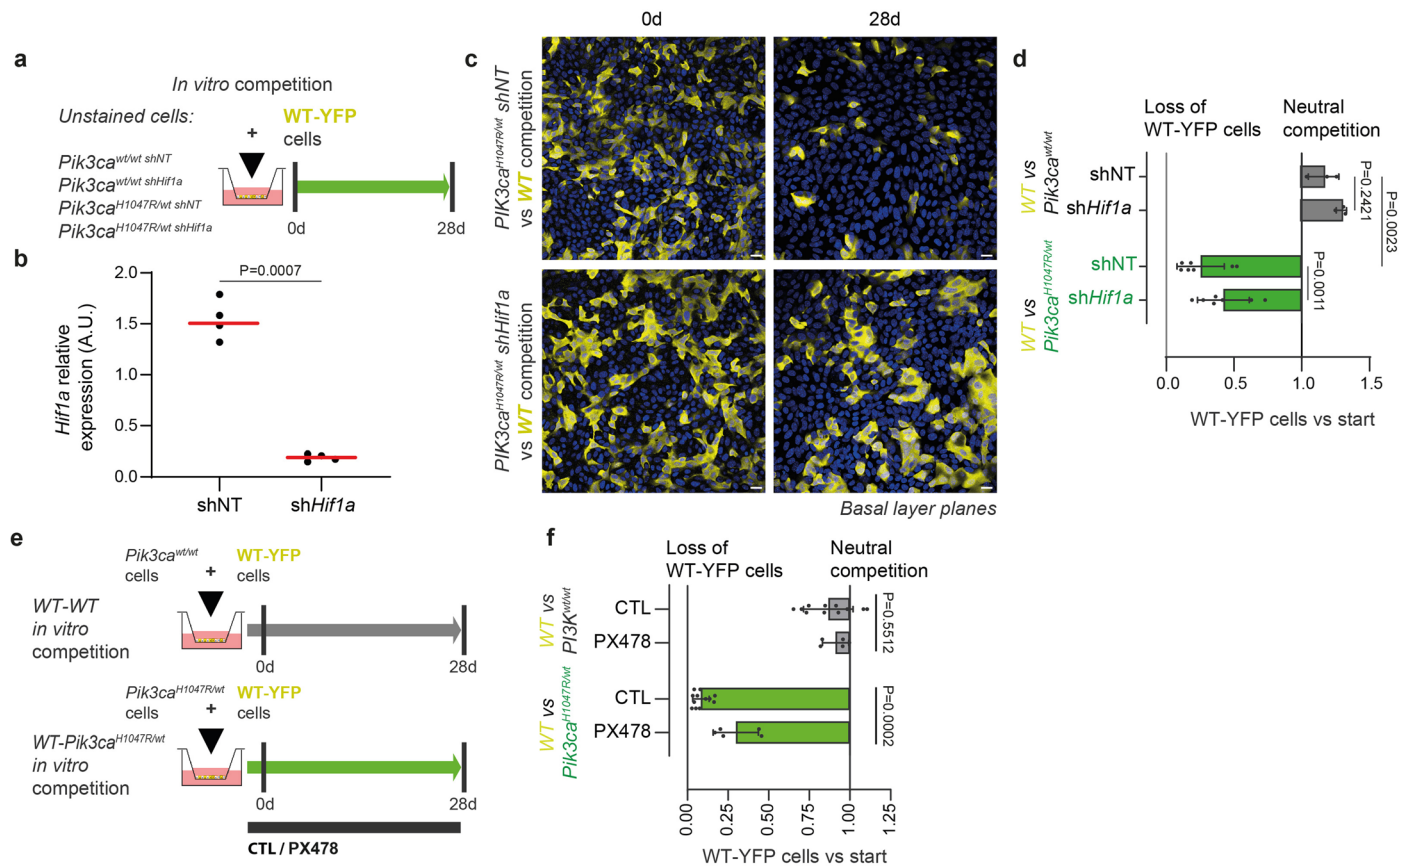 a
In vitro competition
Unstained cells:
WT-YFP
+
cells
Pik3ca^wt/wt shNT
Pik3ca^wt/wt shHif1a
Pik3ca^H1047R/wt shNT
Pik3ca^H1047R/wt shHif1a
0d
28d
b
Hif1a relative
expression (A.U.)
2.0
1.5
1.0
0.5
0.0
P=0.0007
shNT
shHif1a
c
0d
28d
PIK3ca^H1047R/wt shNT
vs WT competition
PIK3ca^H1047R/wt shHif1a
vs WT competition
Basal layer planes
d
Loss of
WT-YFP cells
Neutral
competition
WT vs
Pik3ca^wt/wt
shNT
shHif1a
P=0.2421
P=0.0023
WT vs
Pik3ca^H1047R/wt
shNT
shHif1a
P=0.0011
0.0
0.5
1.0
1.5
WT-YFP cells vs start
e
Pik3ca^wt/wt
cells
+
WT-YFP
cells
WT-WT
in vitro
competition
0d
28d
Pik3ca^H1047R/wt
cells
+
WT-YFP
cells
WT-Pik3ca^H1047R/wt
in vitro
competition
0d
28d
CTL / PX478
f
Loss of
WT-YFP cells
Neutral
competition
WT vs
PI3K^wt/wt
CTL
PX478
P=0.5512
WT vs
Pik3ca^H1047R/wt
CTL
PX478
P=0.0002
0.00
0.25
0.50
0.75
1.00
1.25
WT-YFP cells vs start